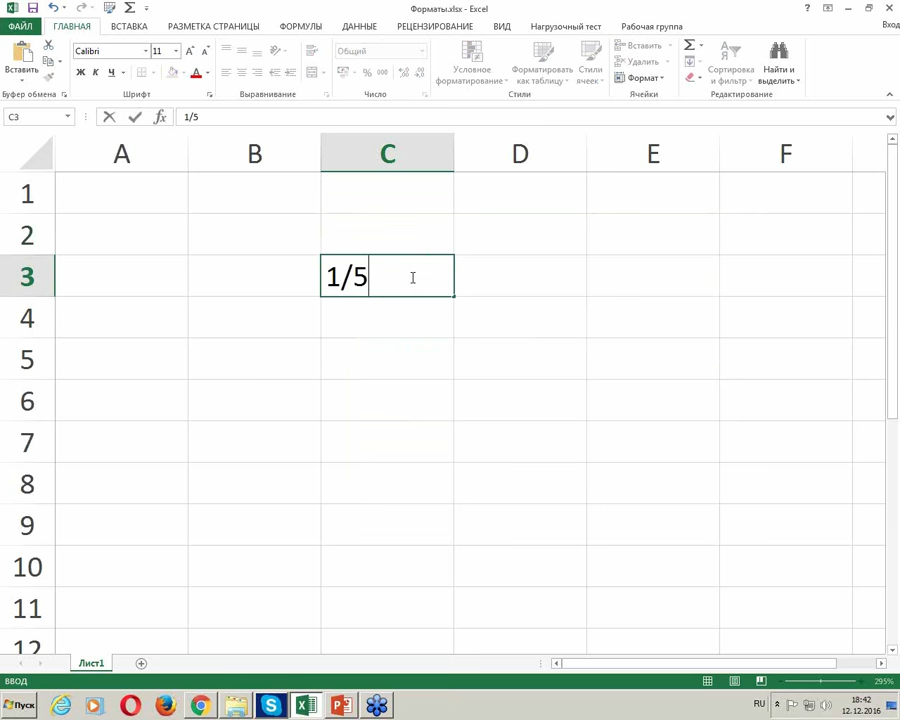 Форматы.xlsx - Excel
?
Вход
ФАЙЛ ГЛАВНАЯ ВСТАВКА РАЗМЕТКА СТРАНИЦЫ ФОРМУЛЫ ДАННЫЕ РЕЦЕНЗИРОВАНИЕ ВИД Нагрузочный тест Рабочая группа
Вставить
Calibri 11
Ж К Ч
Общий
% 000
Условное форматирование
Форматировать как таблицу
Стили ячеек
Вставить
Удалить
Формат
Сортировка и фильтр
Найти и выделить
Буфер обмена Шрифт Выравнивание Число Стили Ячейки Редактирование
C3 fx 1/5
A B C D E F
1
2
3 1/5
4
5
6
7
8
9
10
11
12
Лист1
ВВОД 295%
Пуск RU 18:42
12.12.2016